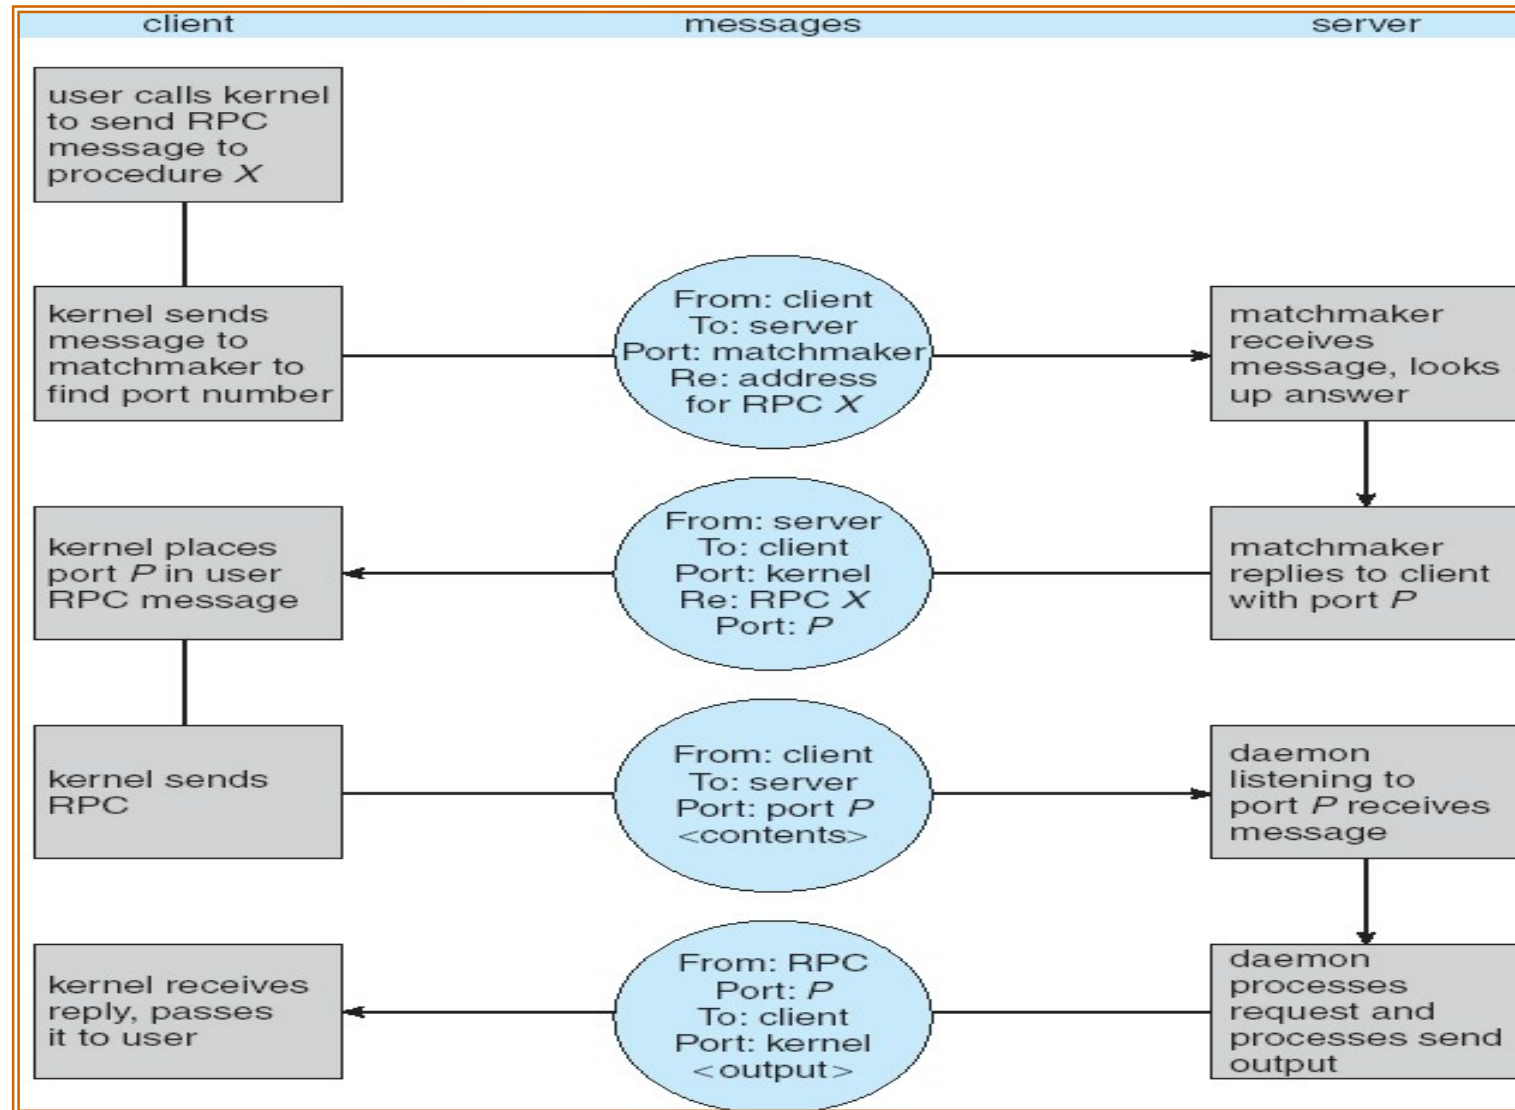 client
messages
server
user calls kernel
to send RPC
message to
procedure X
kernel sends
message to
matchmaker to
find port number
From: client
To: server
Port: matchmaker
Re: address
for RPC X
matchmaker
receives
message, looks
up answer
kernel places
port P in user
RPC message
From: server
To: client
Port: kernel
Re: RPC X
Port: P
matchmaker
replies to client
with port P
kernel sends
RPC
From: client
To: server
Port: port P
<contents>
daemon
listening to
port P receives
message
kernel receives
reply, passes
it to user
From: RPC
Port: P
To: client
Port: kernel
<output>
daemon
processes
request and
processes send
output